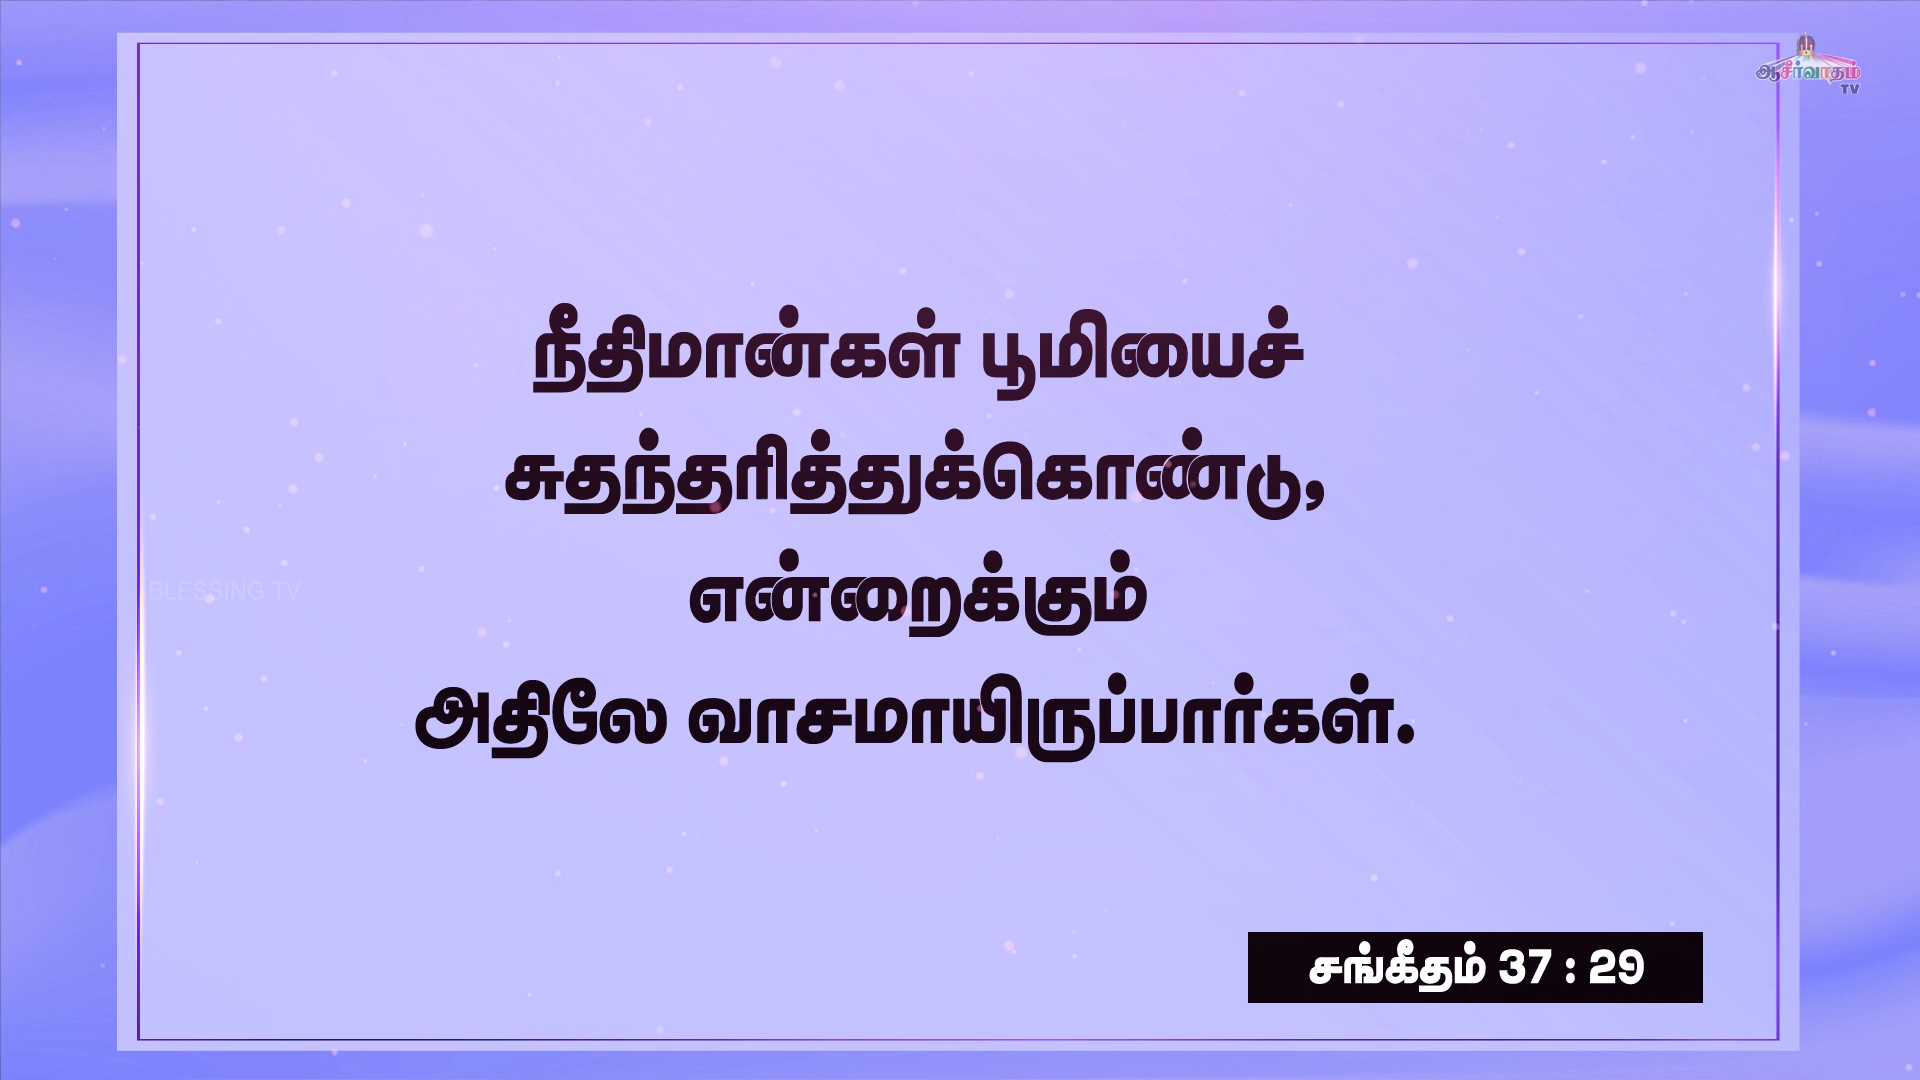 ஆசீர்வாதம்
TV
நீதிமான்கள் பூமியைச்
சுதந்தரித்துக்கொண்டு,
என்றைக்கும்
அதிலே வாசமாயிருப்பார்கள்.
BLESSING TV
சங்கீதம் 37 : 29